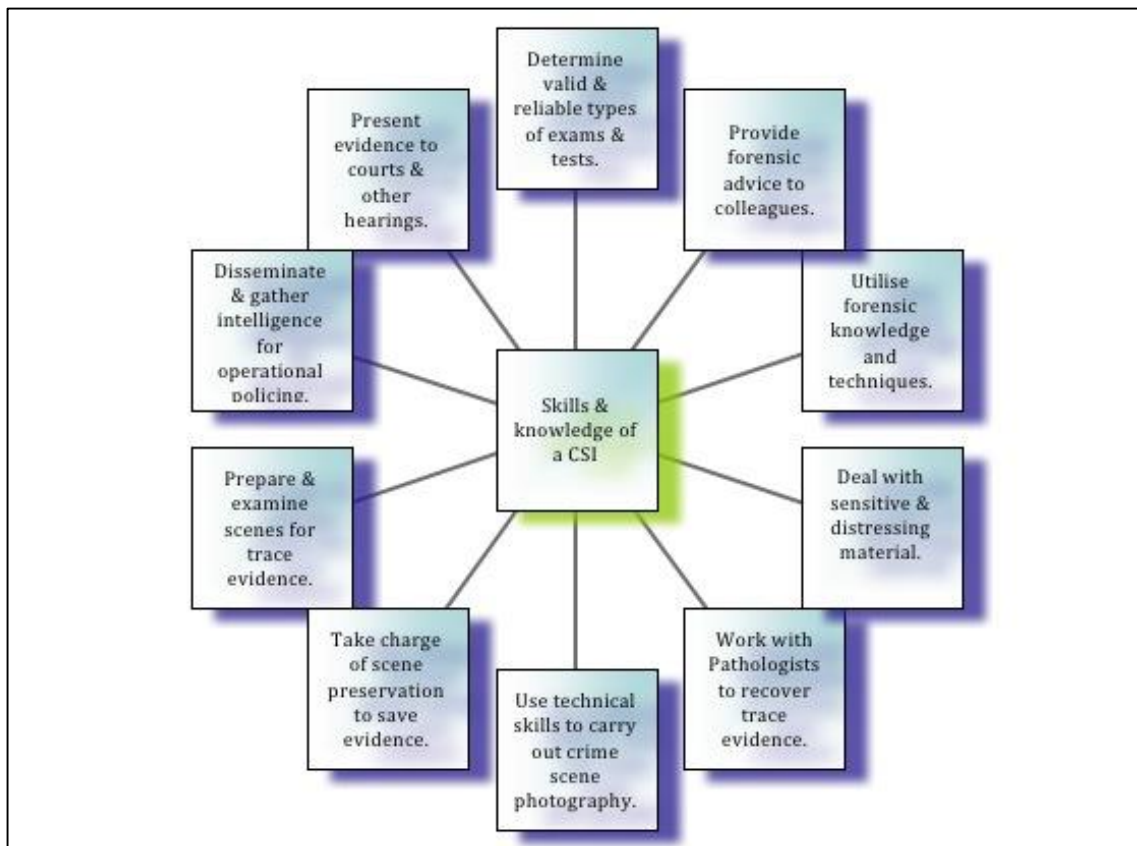 Determine
valid &
reliable types
of exams &
tests.
Provide
forensic
advice to
colleagues.
Utilise
forensic
knowledge
and
techniques.
Deal with
sensitive &
distressing
material.
Work with
Pathologists
to recover
trace
evidence.
Use technical
skills to carry
out crime
scene
photography.
Take charge
of scene
preservation
to save
evidence.
Prepare &
examine
scenes for
trace
evidence.
Disseminate
& gather
intelligence
for
operational
policing.
Present
evidence to
courts &
other
hearings.
Skills &
knowledge of
a CSI